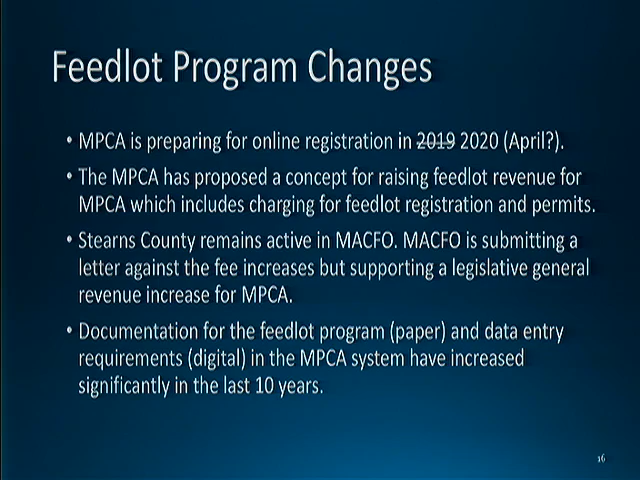 Feedlot Program Changes
• MPCA is preparing for online registration in 2019 2020 (April?).
• The MPCA has proposed a concept for raising feedlot revenue for
MPCA which includes charging for feedlot registration and permits.
• Stearns County remains active in MACFO. MACFO is submitting a
letter against the fee increases but supporting a legislative general
revenue increase for MPCA.
• Documentation for the feedlot program (paper) and data entry
requirements (digital) in the MPCA system have increased
significantly in the last 10 years.
16